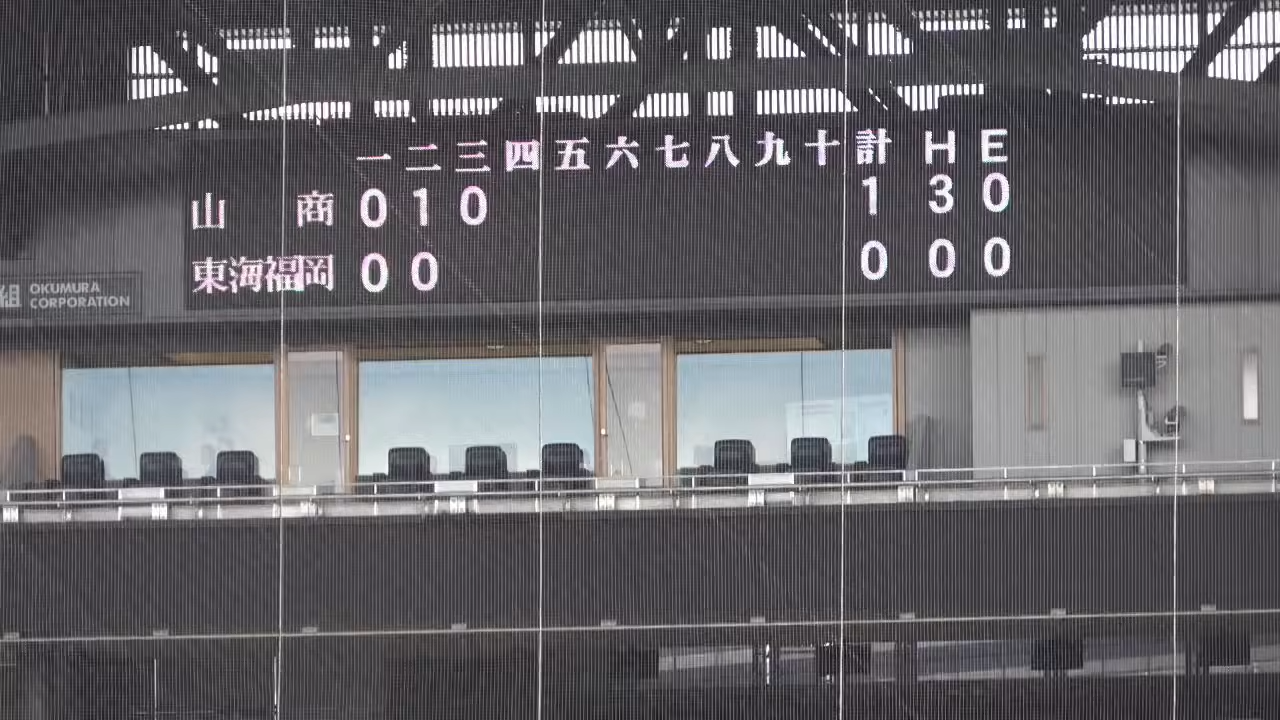 一二三四五六七八九十計 H E
山商 0 1 0 1 3 0
東海福岡 0 0 0 0 0
組 OKUMURA
CORPORATION